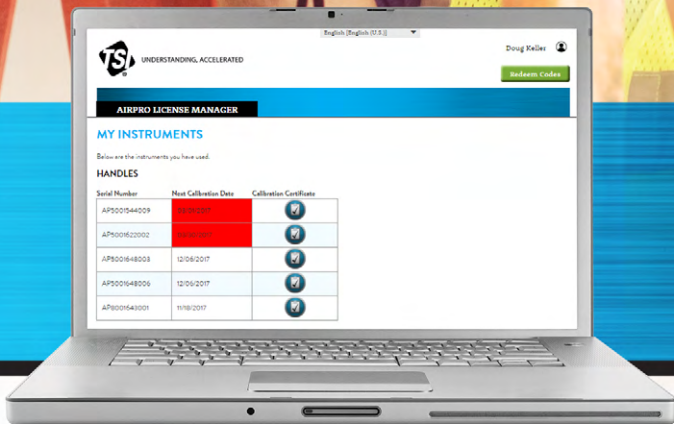 English [English (U.S.)]
TSI UNDERSTANDING, ACCELERATED
Doug Keller
Redeem Codes
AIRPRO LICENSE MANAGER
MY INSTRUMENTS
Below are the instruments you have used.
HANDLES
Serial Number Next Calibration Date Calibration Certificate
AP5001544009
AP5001622002
AP5001648003 12/06/2017
AP5001648006 12/06/2017
AP8001643001 11/18/2017